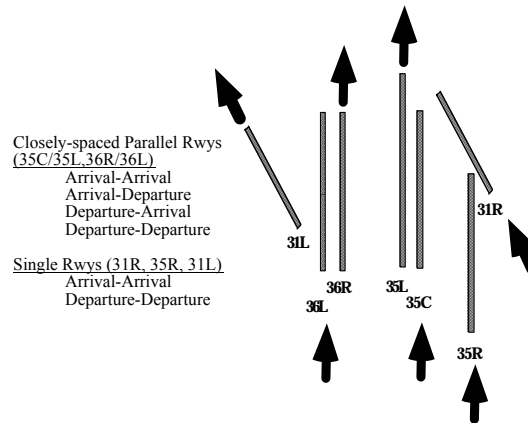 Closely-spaced Parallel Rwys
(35C/35L,36R/36L)
Arrival-Arrival
Arrival-Departure
Departure-Arrival
Departure-Departure
Single Rwys (31R, 35R, 31L)
Arrival-Arrival
Departure-Departure
31L
36R
36L
35L
35C
31R
35R